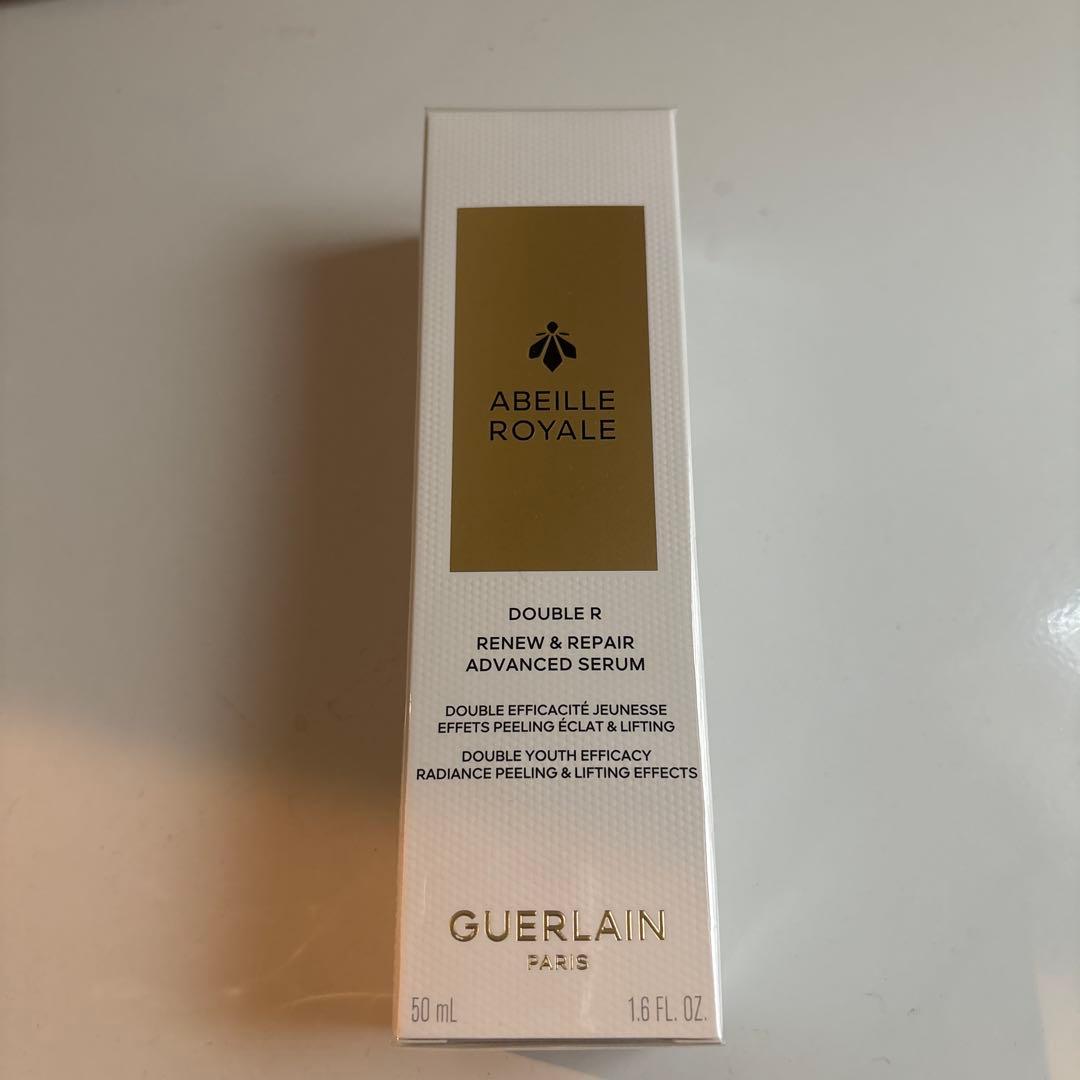 ABEILLE
ROYALE
DOUBLE R
RENEW & REPAIR
ADVANCED SERUM
DOUBLE EFFICACITÉ JEUNESSE
EFFETS PEELING ÉCLAT & LIFTING
DOUBLE YOUTH EFFICACY
RADIANCE PEELING & LIFTING EFFECTS
GUERLAIN
PARIS
50 mL 1.6 FL. OZ.